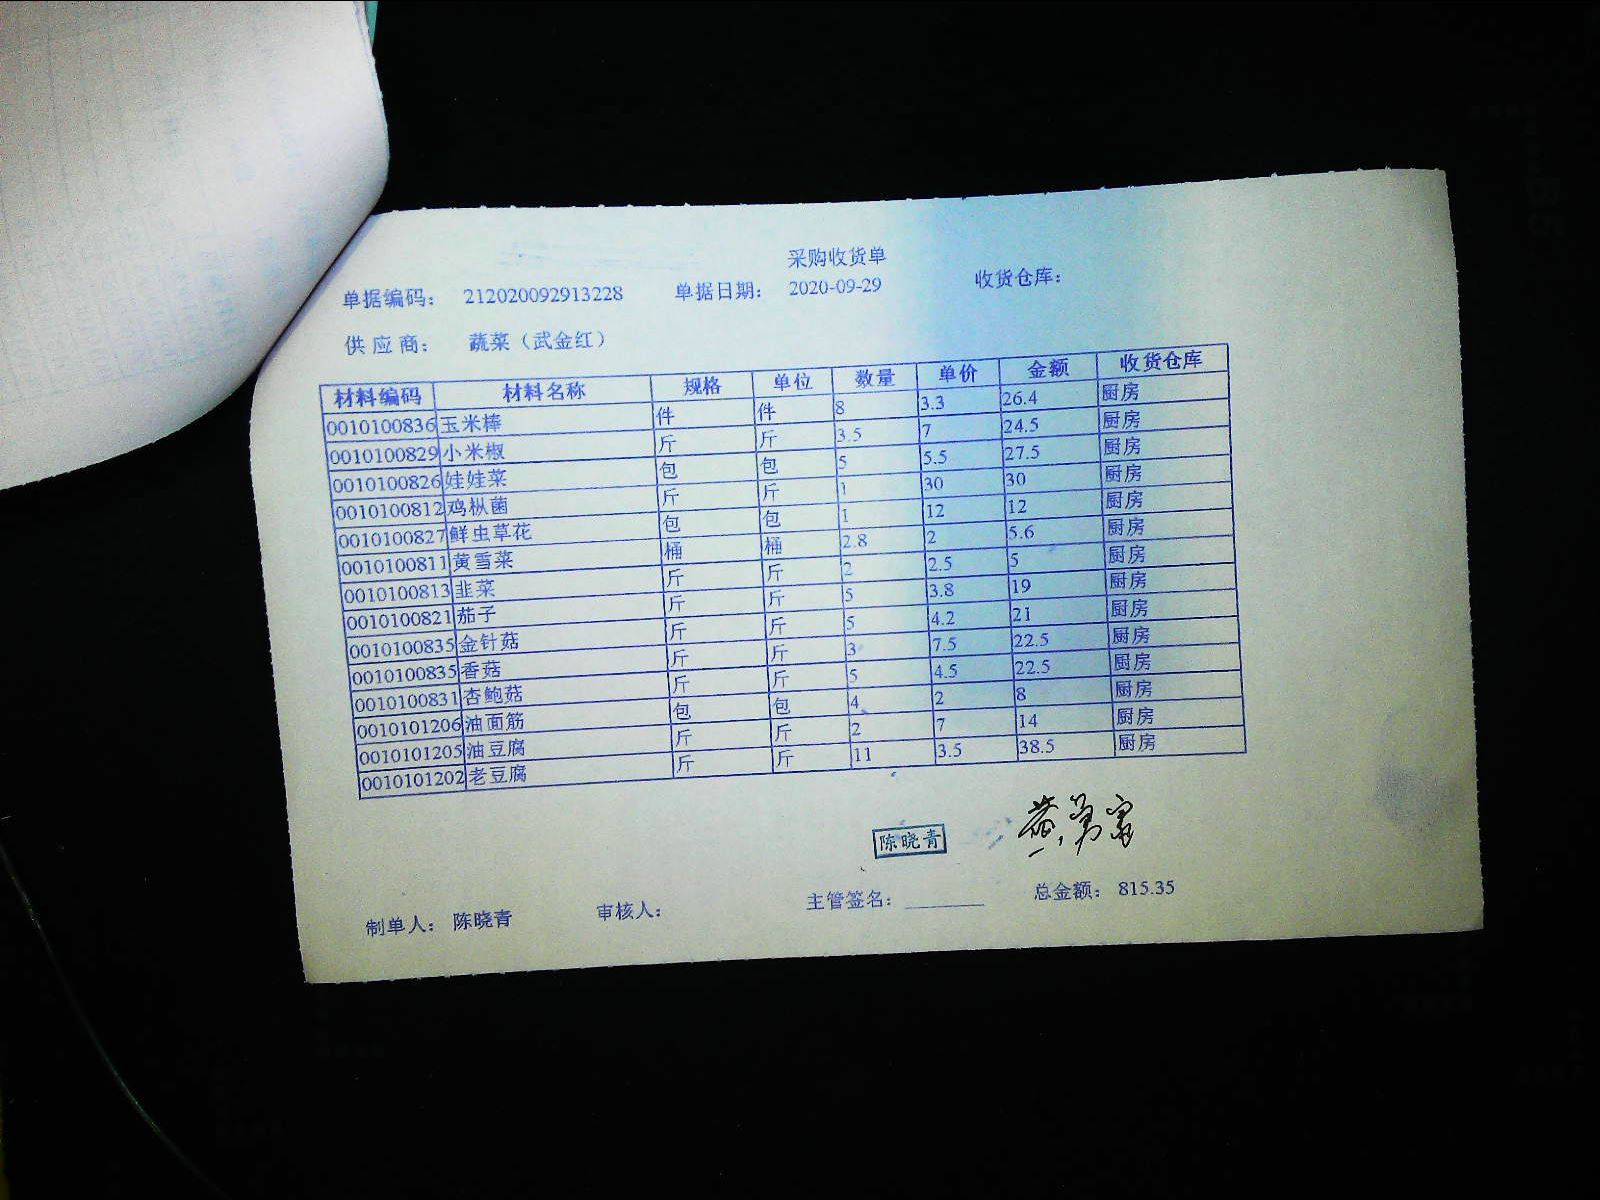 采购收货单
单据编码： 212020092913228 单据日期： 2020-09-29 收货仓库：
供应商： 蔬菜（武金红）
材料编码 材料名称 规格 单位 数量 单价 金额 收货仓库
0010100836 玉米棒 件 件 8 3.3 26.4 厨房
0010100829 小米椒 斤 斤 3.5 7 24.5 厨房
0010100826 娃娃菜 包 包 5 5.5 27.5 厨房
0010100812 鸡枞菌 斤 斤 1 30 30 厨房
0010100827 鲜虫草花 包 包 1 12 12 厨房
0010100811 黄雪菜 桶 桶 2.8 2 5.6 厨房
0010100813 韭菜 斤 斤 2 2.5 5 厨房
0010100821 茄子 斤 斤 5 3.8 19 厨房
0010100835 金针菇 斤 斤 5 4.2 21 厨房
0010100835 香菇 斤 斤 3 7.5 22.5 厨房
0010100831 杏鲍菇 斤 斤 5 4.5 22.5 厨房
0010101206 油面筋 包 包 4 2 8 厨房
0010101205 油豆腐 斤 斤 2 7 14 厨房
0010101202 老豆腐 斤 斤 11 3.5 38.5 厨房
陈晓青
制单人： 陈晓青 审核人： 主管签名： 总金额： 815.35